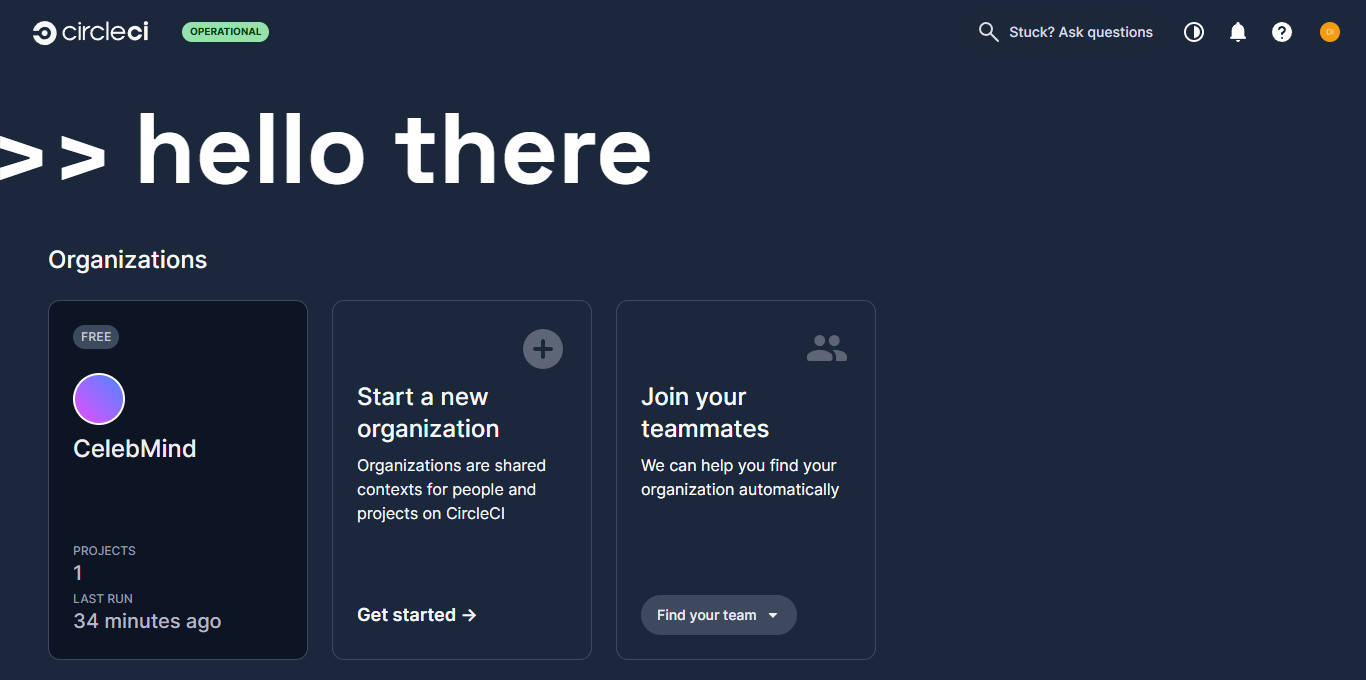 circleci OPERATIONAL Stuck? Ask questions
>> hello there
Organizations
FREE
CelebMind
PROJECTS
1
LAST RUN
34 minutes ago
Start a new
organization
Organizations are shared
contexts for people and
projects on CircleCI
Get started →
Join your
teammates
We can help you find your
organization automatically
Find your team